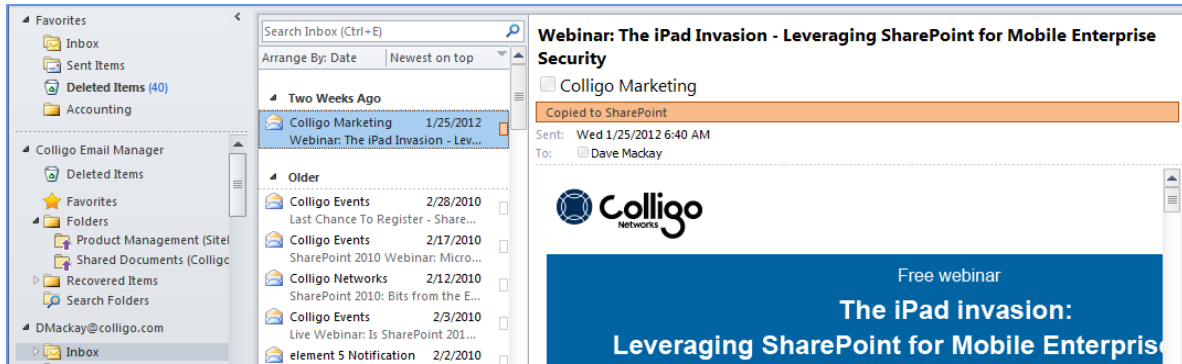 Favorites
Inbox
Sent Items
Deleted Items (40)
Accounting
Colligo Email Manager
Deleted Items
Favorites
Folders
Product Management (Sitel
Shared Documents (Colligo
Recovered Items
Search Folders
DMackay@colligo.com
Inbox
Search Inbox (Ctrl+E)
Arrange By: Date Newest on top
Two Weeks Ago
Colligo Marketing 1/25/2012
Webinar: The iPad Invasion - Lev...
Older
Colligo Events 2/28/2010
Last Chance To Register - Share...
Colligo Events 2/17/2010
SharePoint 2010 Webinar: Micro...
Colligo Networks 2/12/2010
SharePoint 2010: Bits from the E...
Colligo Events 2/3/2010
Live Webinar: Is SharePoint 201...
element 5 Notification 2/2/2010
Webinar: The iPad Invasion - Leveraging SharePoint for Mobile Enterprise
Security
Colligo Marketing
Copied to SharePoint
Sent: Wed 1/25/2012 6:40 AM
To: Dave Mackay
Colligo
Networks
Free webinar
The iPad invasion:
Leveraging SharePoint for Mobile Enterprise